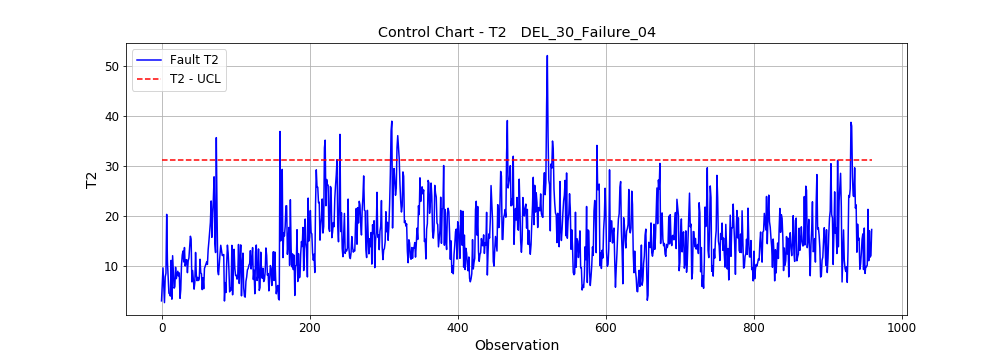 Control Chart - T2   DEL_30_Failure_04
Fault T2
T2 - UCL
50
40
30
20
10
T2
0
200
400
600
800
1000
Observation